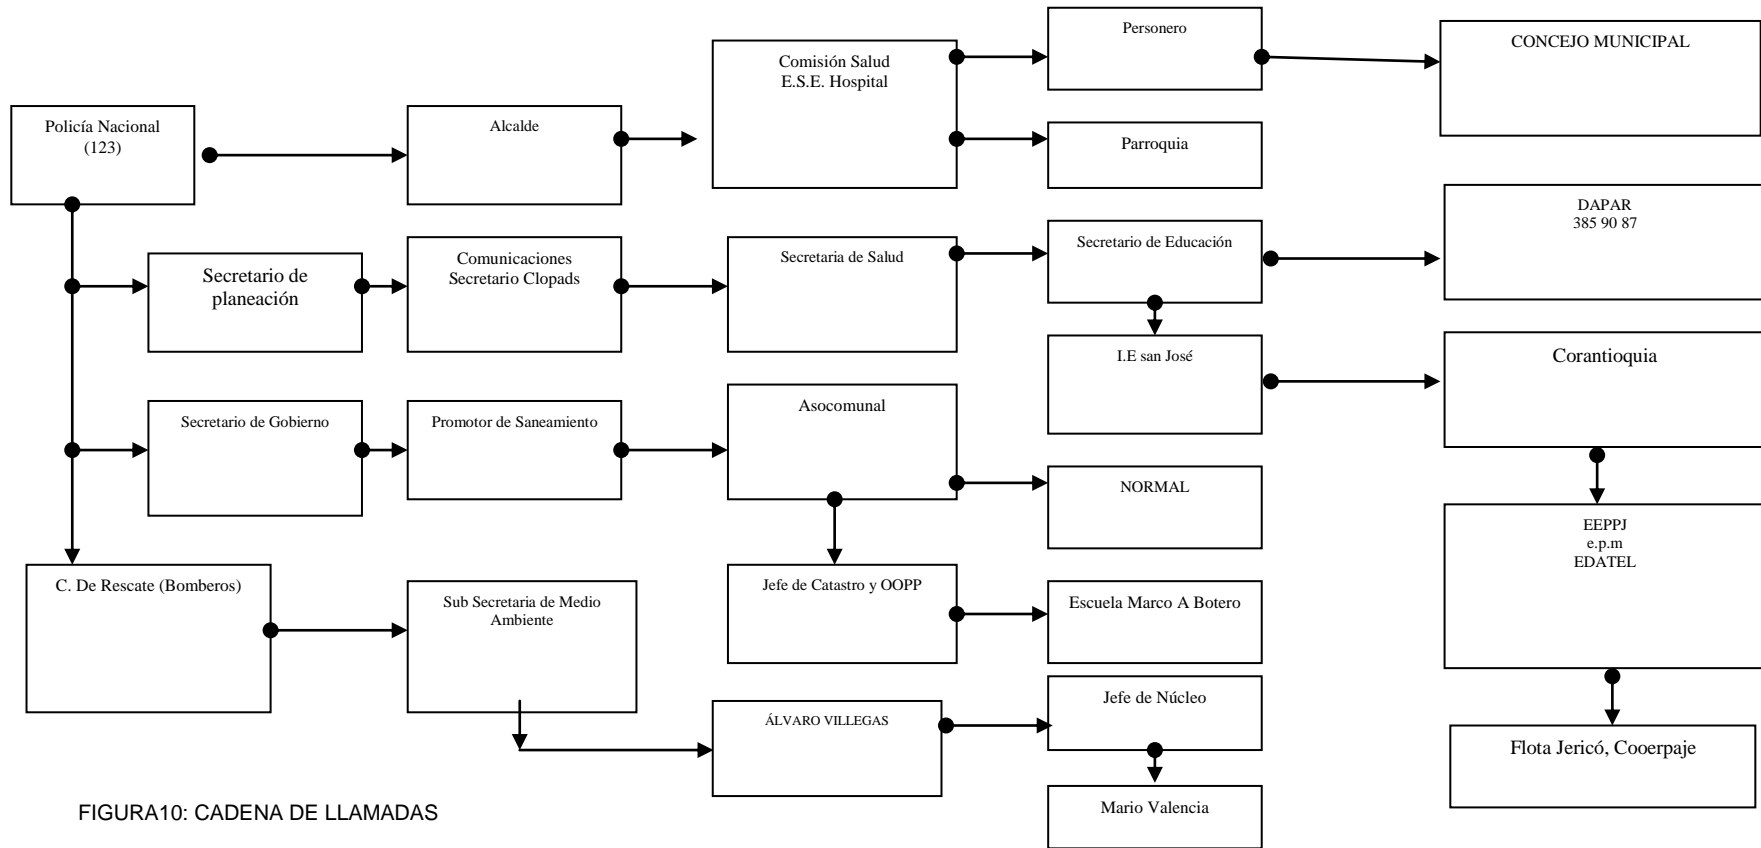 Personero
CONCEJO MUNICIPAL
Comisión Salud
E.S.E. Hospital
Policía Nacional
(123)
Alcalde
Parroquia
DAPAR
385 90 87
Secretario de Educación
Comunicaciones
Secretario Clopads
Secretaria de Salud
Secretario de
planeación
I.E san José
Corantioquia
Asocomunal
Secretario de Gobierno
Promotor de Saneamiento
NORMAL
EEPPJ
e.p.m
EDATEL
C. De Rescate (Bomberos)
Jefe de Catastro y OOPP
Escuela Marco A Botero
Sub Secretaria de Medio
Ambiente
Jefe de Núcleo
ÁLVARO VILLEGAS
Flota Jericó, Cooerpaje
Mario Valencia
FIGURA10: CADENA DE LLAMADAS